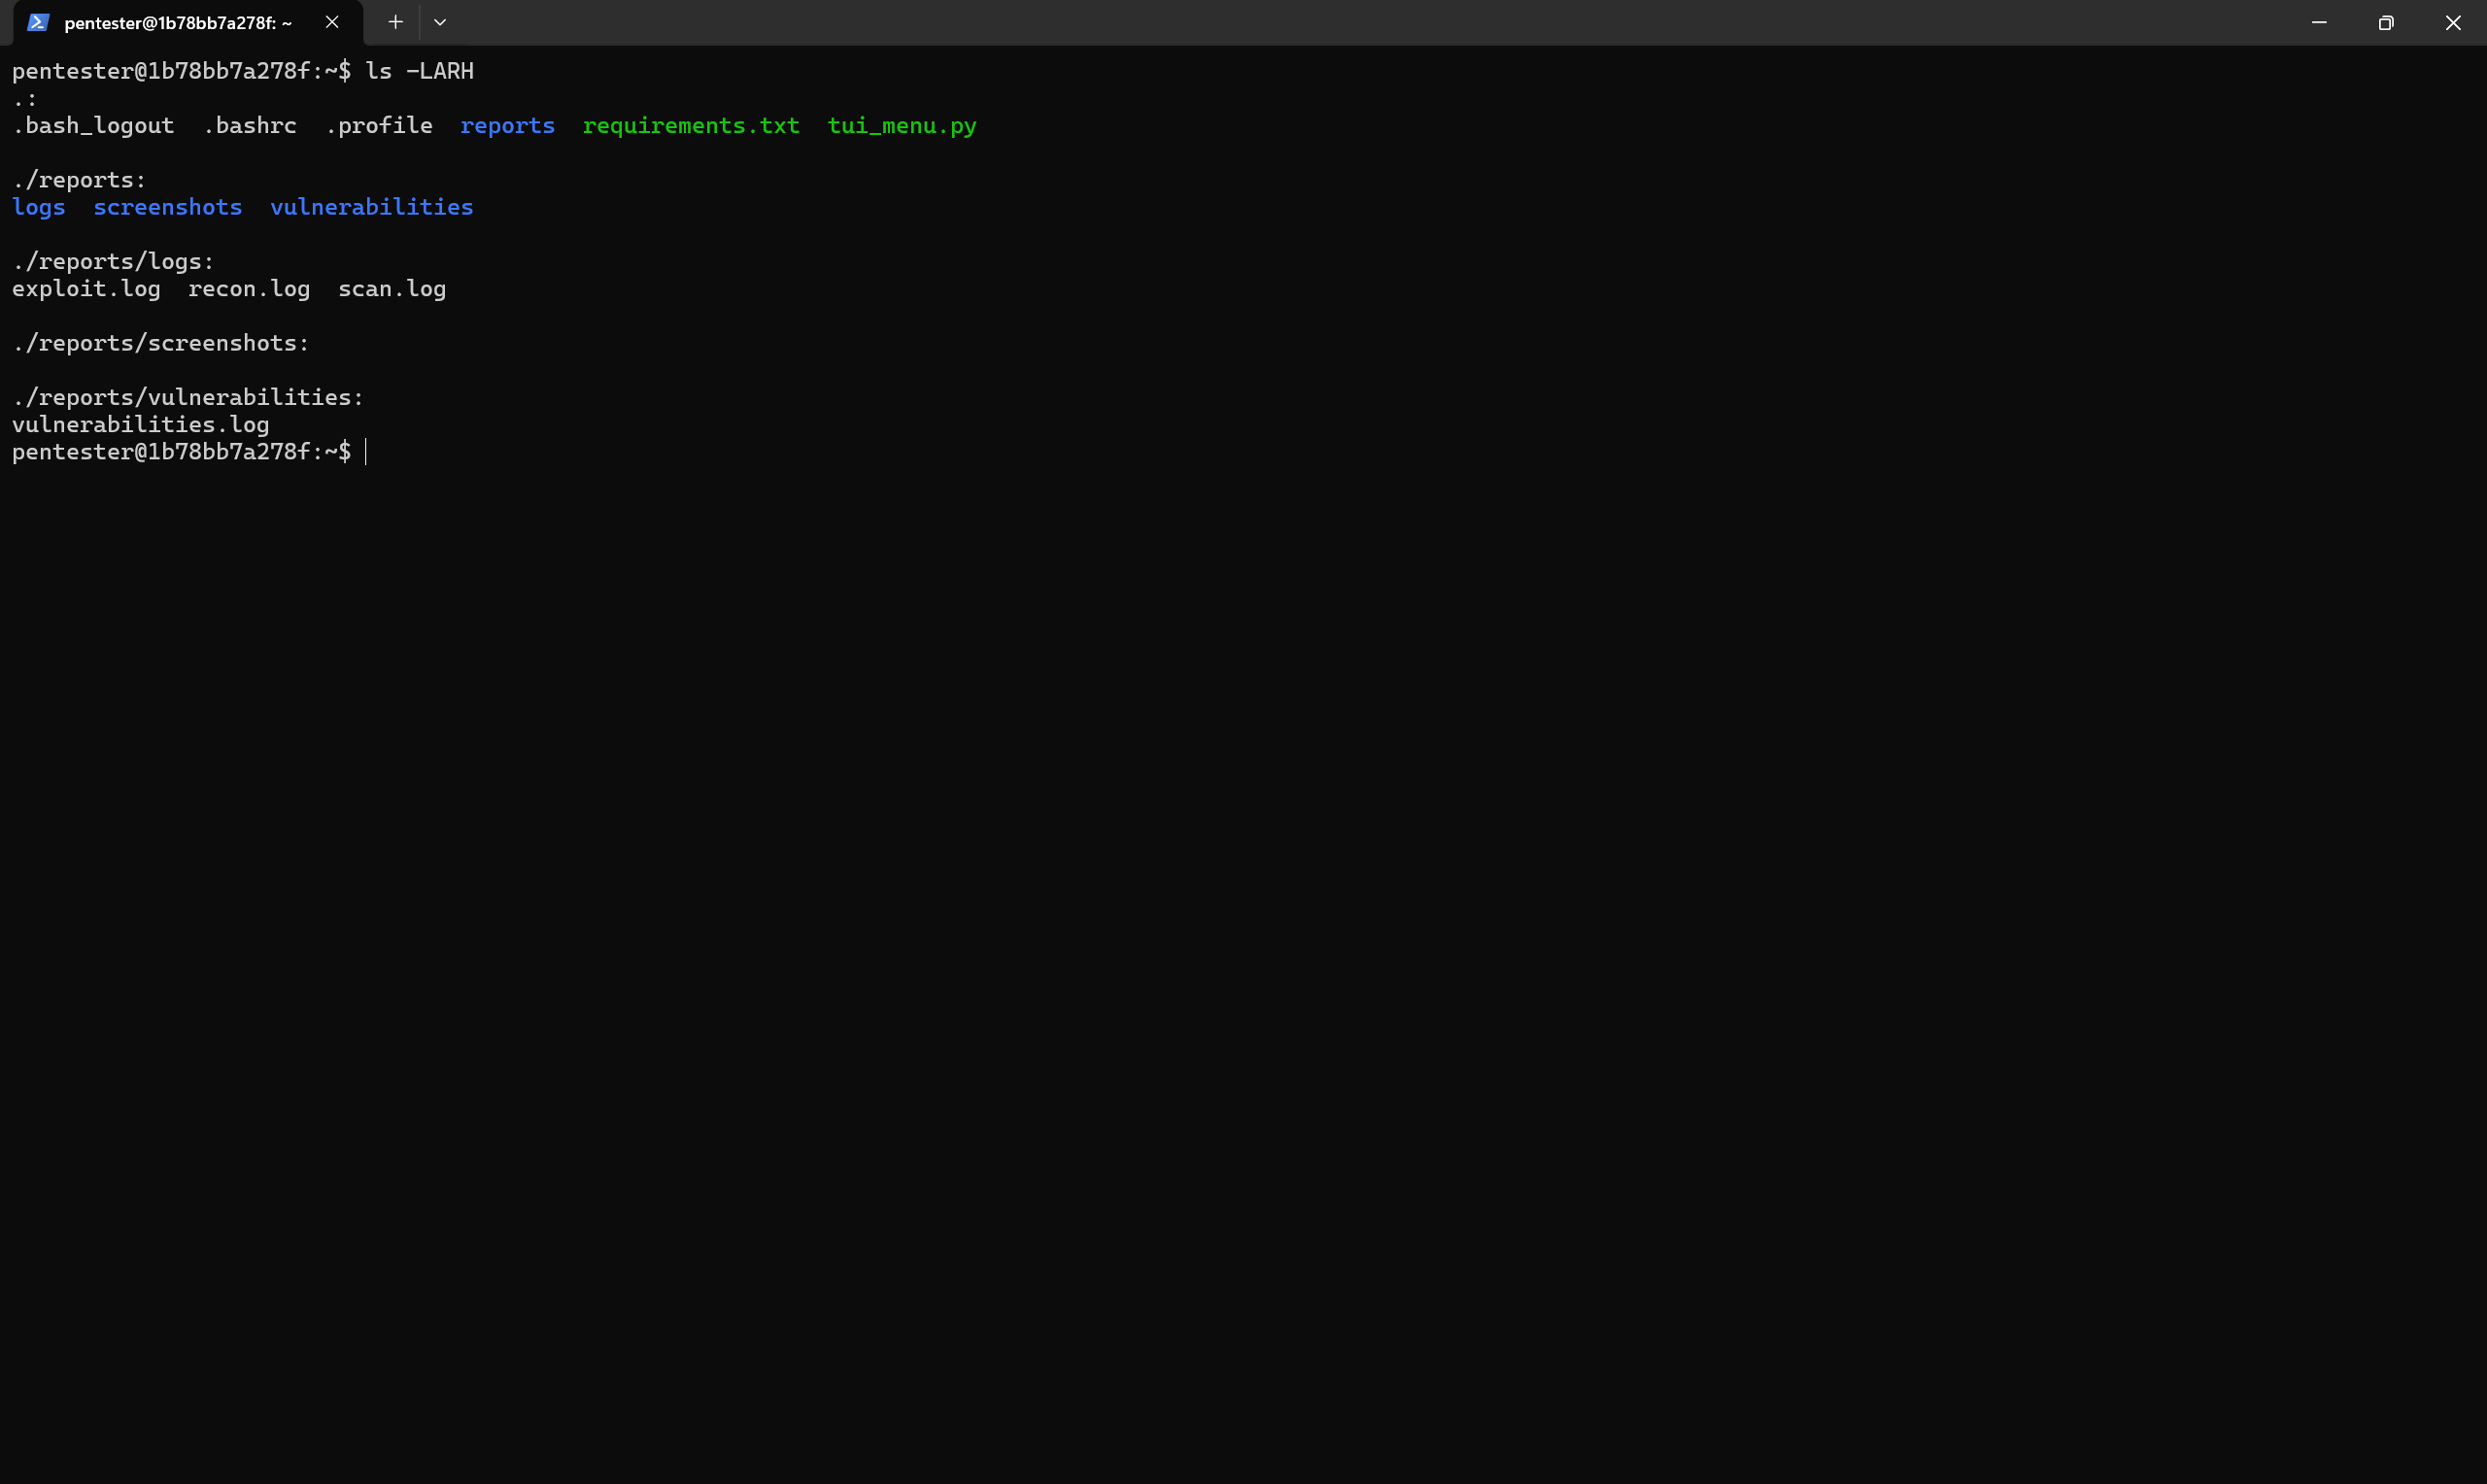 pentester@1b78bb7a278f: ~
pentester@1b78bb7a278f:~$ ls -LARH
.:
.bash_logout  .bashrc  .profile  reports  requirements.txt  tui_menu.py

./reports:
logs  screenshots  vulnerabilities

./reports/logs:
exploit.log  recon.log  scan.log

./reports/screenshots:

./reports/vulnerabilities:
vulnerabilities.log
pentester@1b78bb7a278f:~$